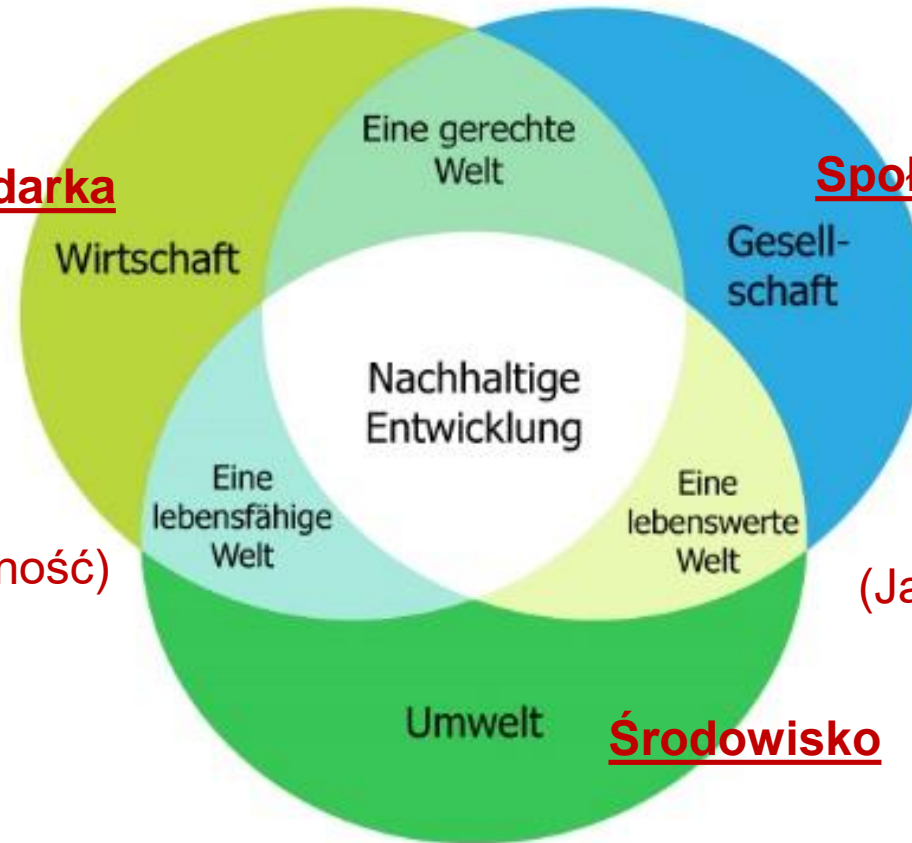 Eine gerechte
Welt
darka
Społ
Wirtschaft
Gesell-
schaft
Nachhaltige
Entwicklung
Eine
lebensfähige
Welt
Eine
lebenswerte
Welt
ność)
(Ja
Umwelt
Środowisko